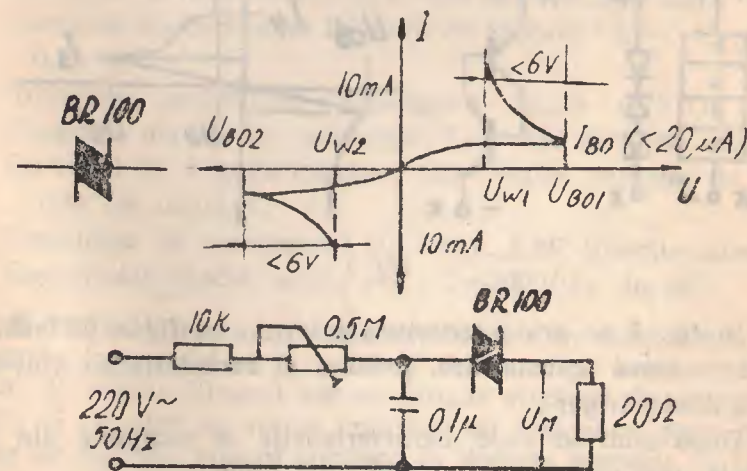 I
10mA
<6V
BR100
U_BO2
U_W2
I_BO (<20µA)
U_W1
U_BO1
U
<6V
10mA
BR100
10K
0.5M
220V~
50Hz
0,1µ
U_M
20Ω